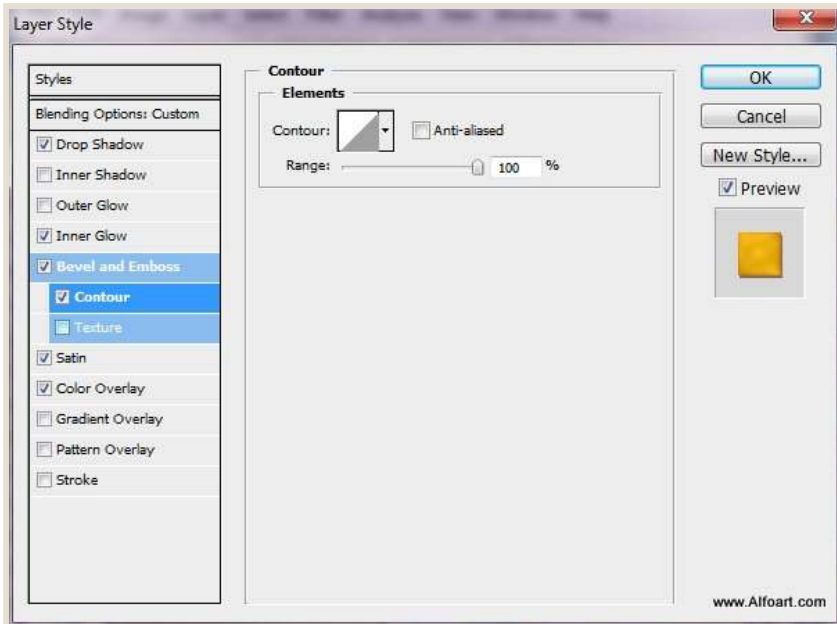 Layer Style
Styles
Blending Options: Custom
Drop Shadow
Inner Shadow
Outer Glow
Inner Glow
Bevel and Emboss
Contour
Texture
Satin
Color Overlay
Gradient Overlay
Pattern Overlay
Stroke
Contour
Elements
Contour:
Anti-aliased
Range:
100
%
OK
Cancel
New Style...
Preview
www.Alfoart.com